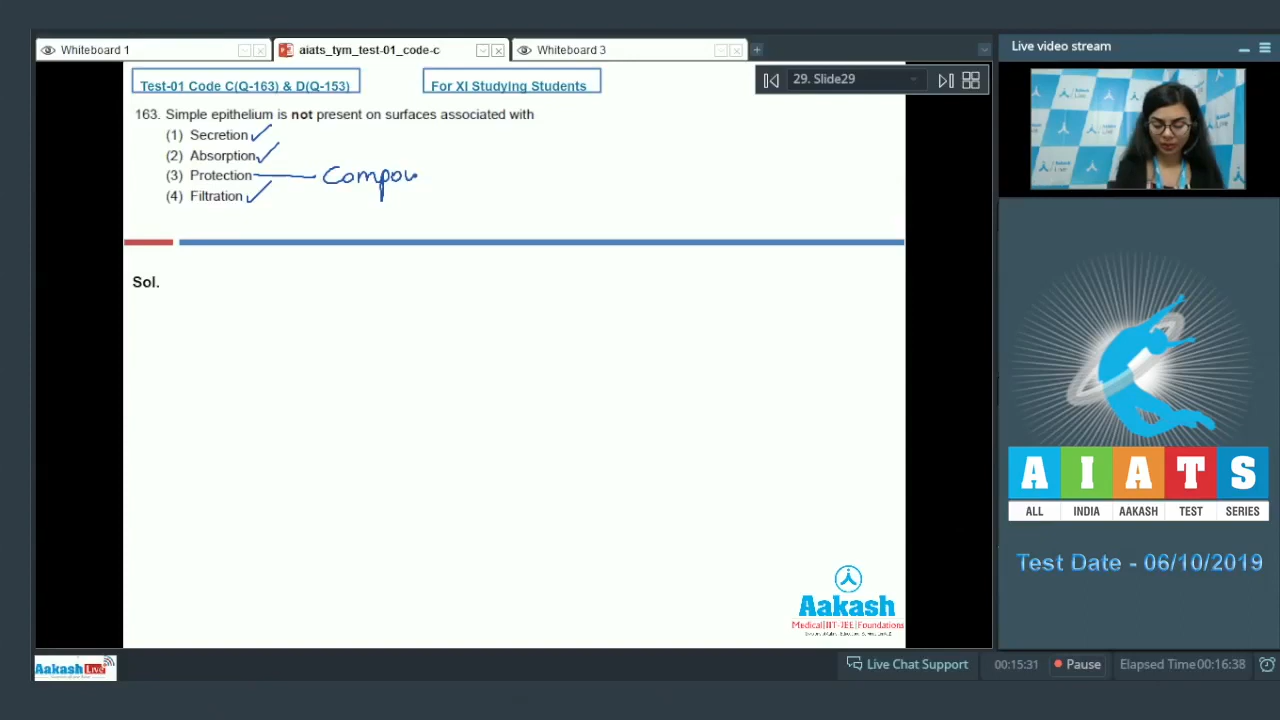 Whiteboard 1
aiats_tym_test-01_code-c
Whiteboard 3
Live video stream
Test-01 Code C(Q-163) & D(Q-153)
For XI Studying Students
29. Slide29
163. Simple epithelium is not present on surfaces associated with
(1) Secretion
(2) Absorption
(3) Protection Compou
(4) Filtration
Sol.
A I A T S
ALL INDIA AAKASH TEST SERIES
Test Date - 06/10/2019
Aakash
Medical|IIT-JEE|Foundations
Aakash Live
Live Chat Support
00:15:31
Pause
Elapsed Time 00:16:38